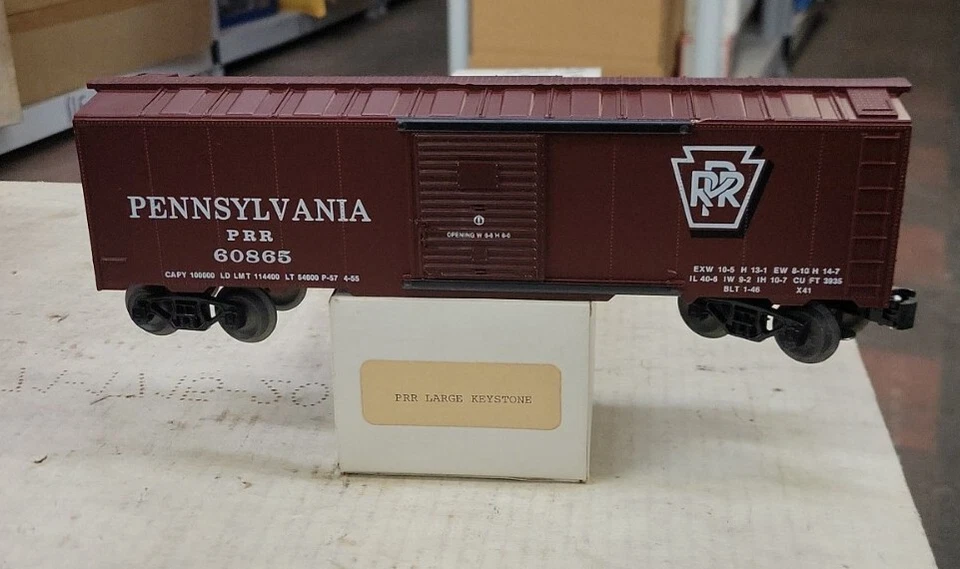 PENNSYLVANIA
PRR
60865
CAPY 100000 LD LMT 114400 LT 54600 P-57 4-55
OPENING W 6-6 H 8-0
PRR
EXW 10-5 H 13-1 EW 8-10 H 14-7
IL 40-6 IW 9-2 IH 10-7 CU FT 3935
BLT 1-46 X41
PRR LARGE KEYSTONE